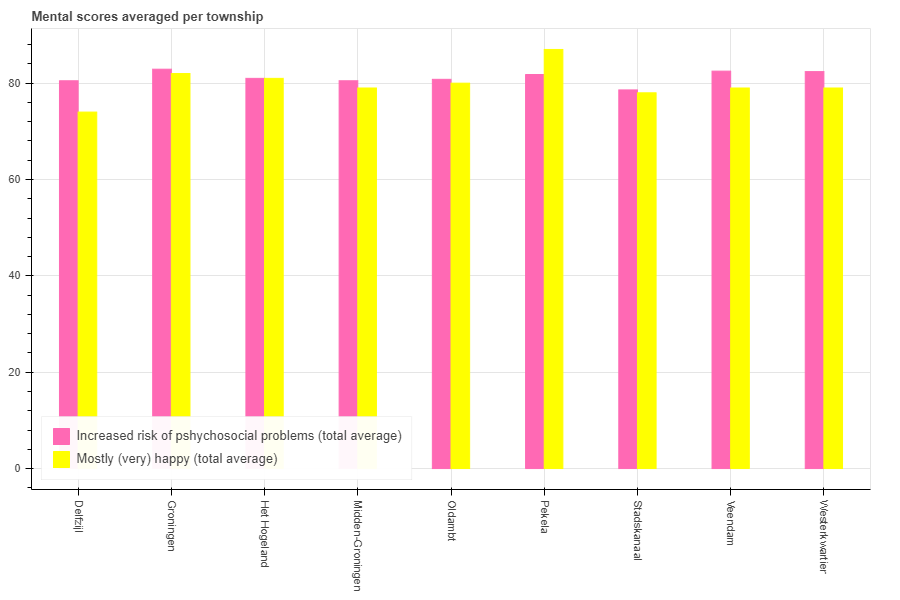 Mental scores averaged per township
80
60
40
20
0
Increased risk of pshychosocial problems (total average)
Mostly (very) happy (total average)
Delfzijl
Groningen
Het Hogeland
Midden-Groningen
Oldambt
Pekela
Stadskanaal
Veendam
Westerkwartier